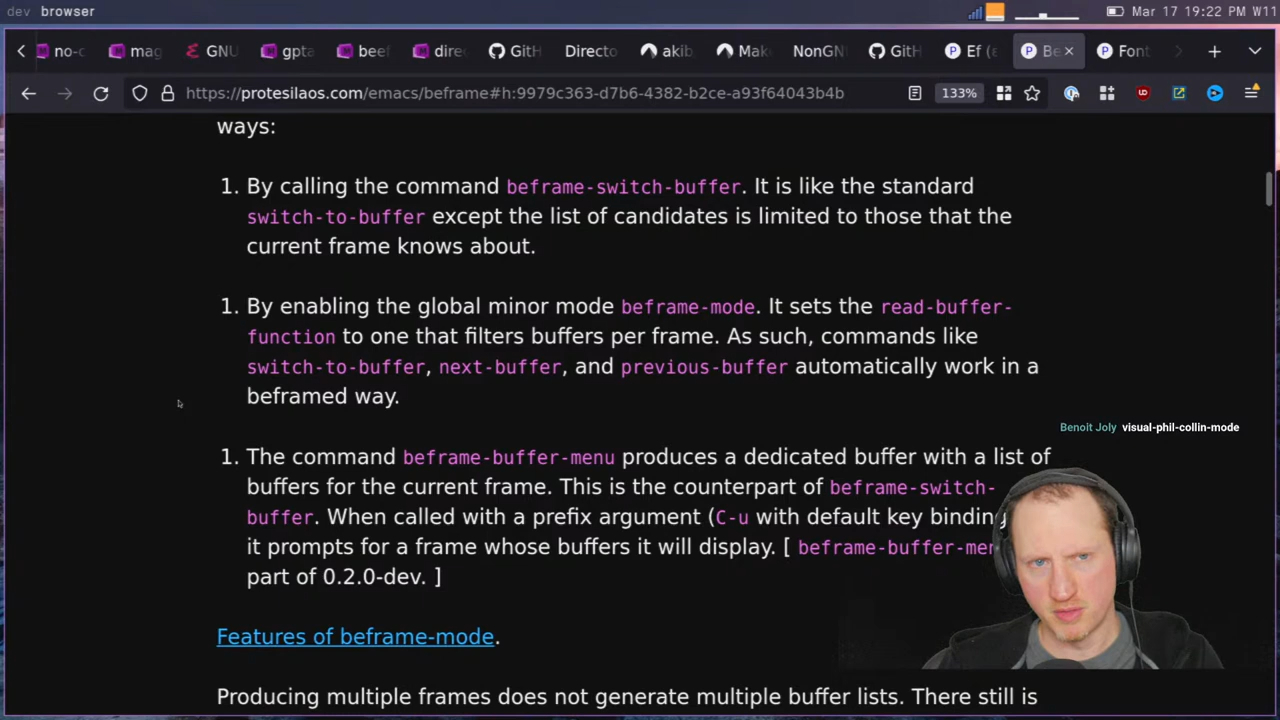 dev browser
Mar 17 19:22 PM W11
no-c
mag
GNU
gpta
beef
direc
GitH
Directo
akib
Mak
NonGN
GitH
Ef (e
Be
Font
https://protesilaos.com/emacs/beframe#h:9979c363-d7b6-4382-b2ce-a93f64043b4b
133%
ways:
1. By calling the command beframe-switch-buffer. It is like the standard
switch-to-buffer except the list of candidates is limited to those that the
current frame knows about.
1. By enabling the global minor mode beframe-mode. It sets the read-buffer-
function to one that filters buffers per frame. As such, commands like
switch-to-buffer, next-buffer, and previous-buffer automatically work in a
beframed way.
Benoit Joly visual-phil-collin-mode
1. The command beframe-buffer-menu produces a dedicated buffer with a list of
buffers for the current frame. This is the counterpart of beframe-switch-
buffer. When called with a prefix argument (C-u with default key binding
it prompts for a frame whose buffers it will display. [ beframe-buffer-men
part of 0.2.0-dev. ]
Features of beframe-mode.
Producing multiple frames does not generate multiple buffer lists. There still is